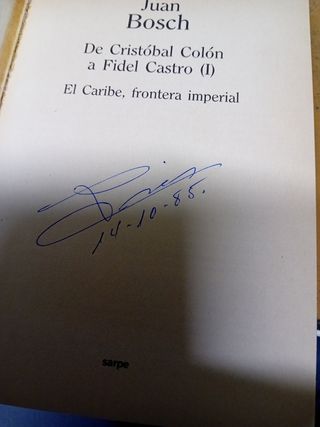 Juan
Bosch
De Cristóbal Colón
a Fidel Castro (I)
El Caribe, frontera imperial
14-10-85.
sarpe